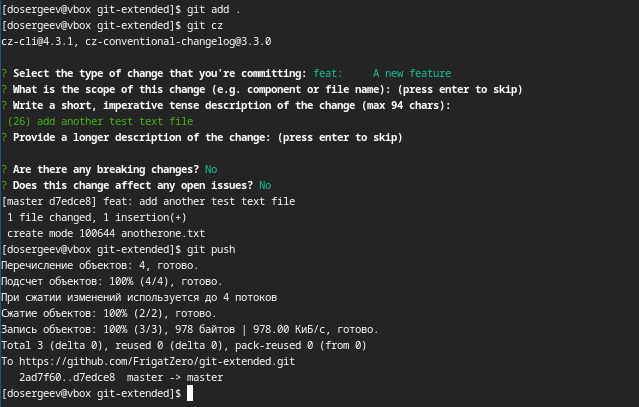 [dosergeev@vbox git-extended]$ git add .
[dosergeev@vbox git-extended]$ git cz
cz-cli@4.3.1, cz-conventional-changelog@3.3.0

? Select the type of change that you're committing: feat:     A new feature
? What is the scope of this change (e.g. component or file name): (press enter to skip)
? Write a short, imperative tense description of the change (max 94 chars):
 (26) add another test text file
? Provide a longer description of the change: (press enter to skip)

? Are there any breaking changes? No
? Does this change affect any open issues? No
[master d7edce8] feat: add another test text file
 1 file changed, 1 insertion(+)
 create mode 100644 anotherone.txt
[dosergeev@vbox git-extended]$ git push
Перечисление объектов: 4, готово.
Подсчет объектов: 100% (4/4), готово.
При сжатии изменений используется до 4 потоков
Сжатие объектов: 100% (2/2), готово.
Запись объектов: 100% (3/3), 978 байтов | 978.00 КиБ/с, готово.
Total 3 (delta 0), reused 0 (delta 0), pack-reused 0 (from 0)
To https://github.com/FrigatZero/git-extended.git
   2ad7f60..d7edce8  master -> master
[dosergeev@vbox git-extended]$